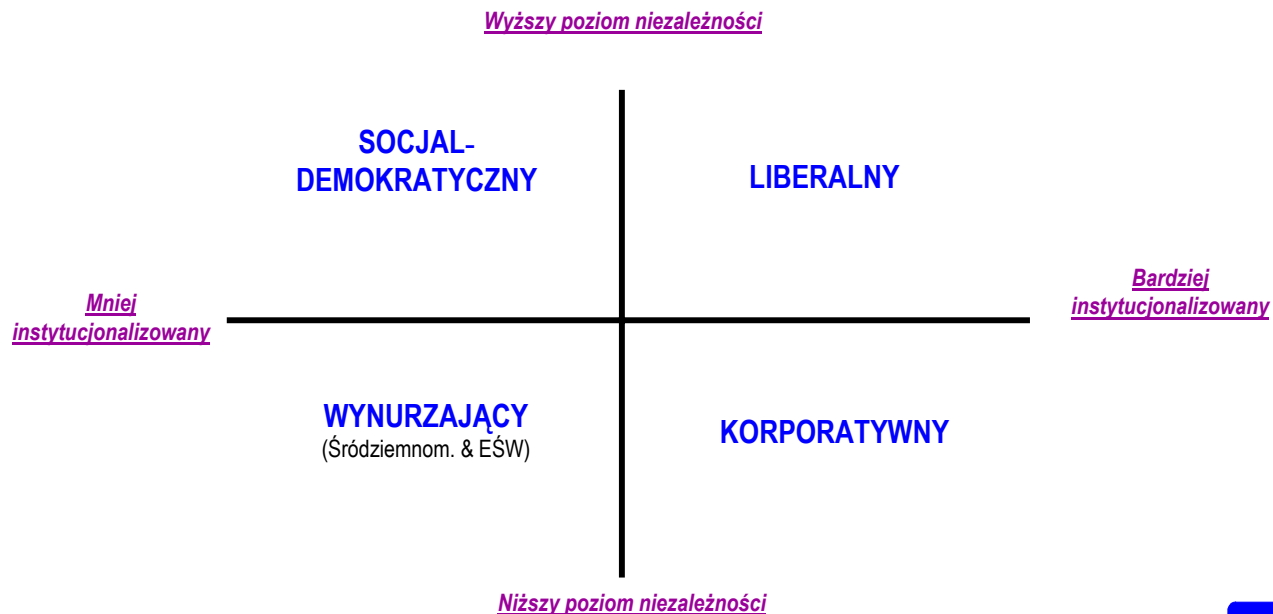 Wyższy poziom niezależności
SOCJAL-
DEMOKRATYCZNY
LIBERALNY
Mniej
instytucjonalizowany
Bardziej
instytucjonalizowany
WYNURZAJĄCY
(Śródziemnom. & EŚW)
KORPORATYWNY
Niższy poziom niezależności